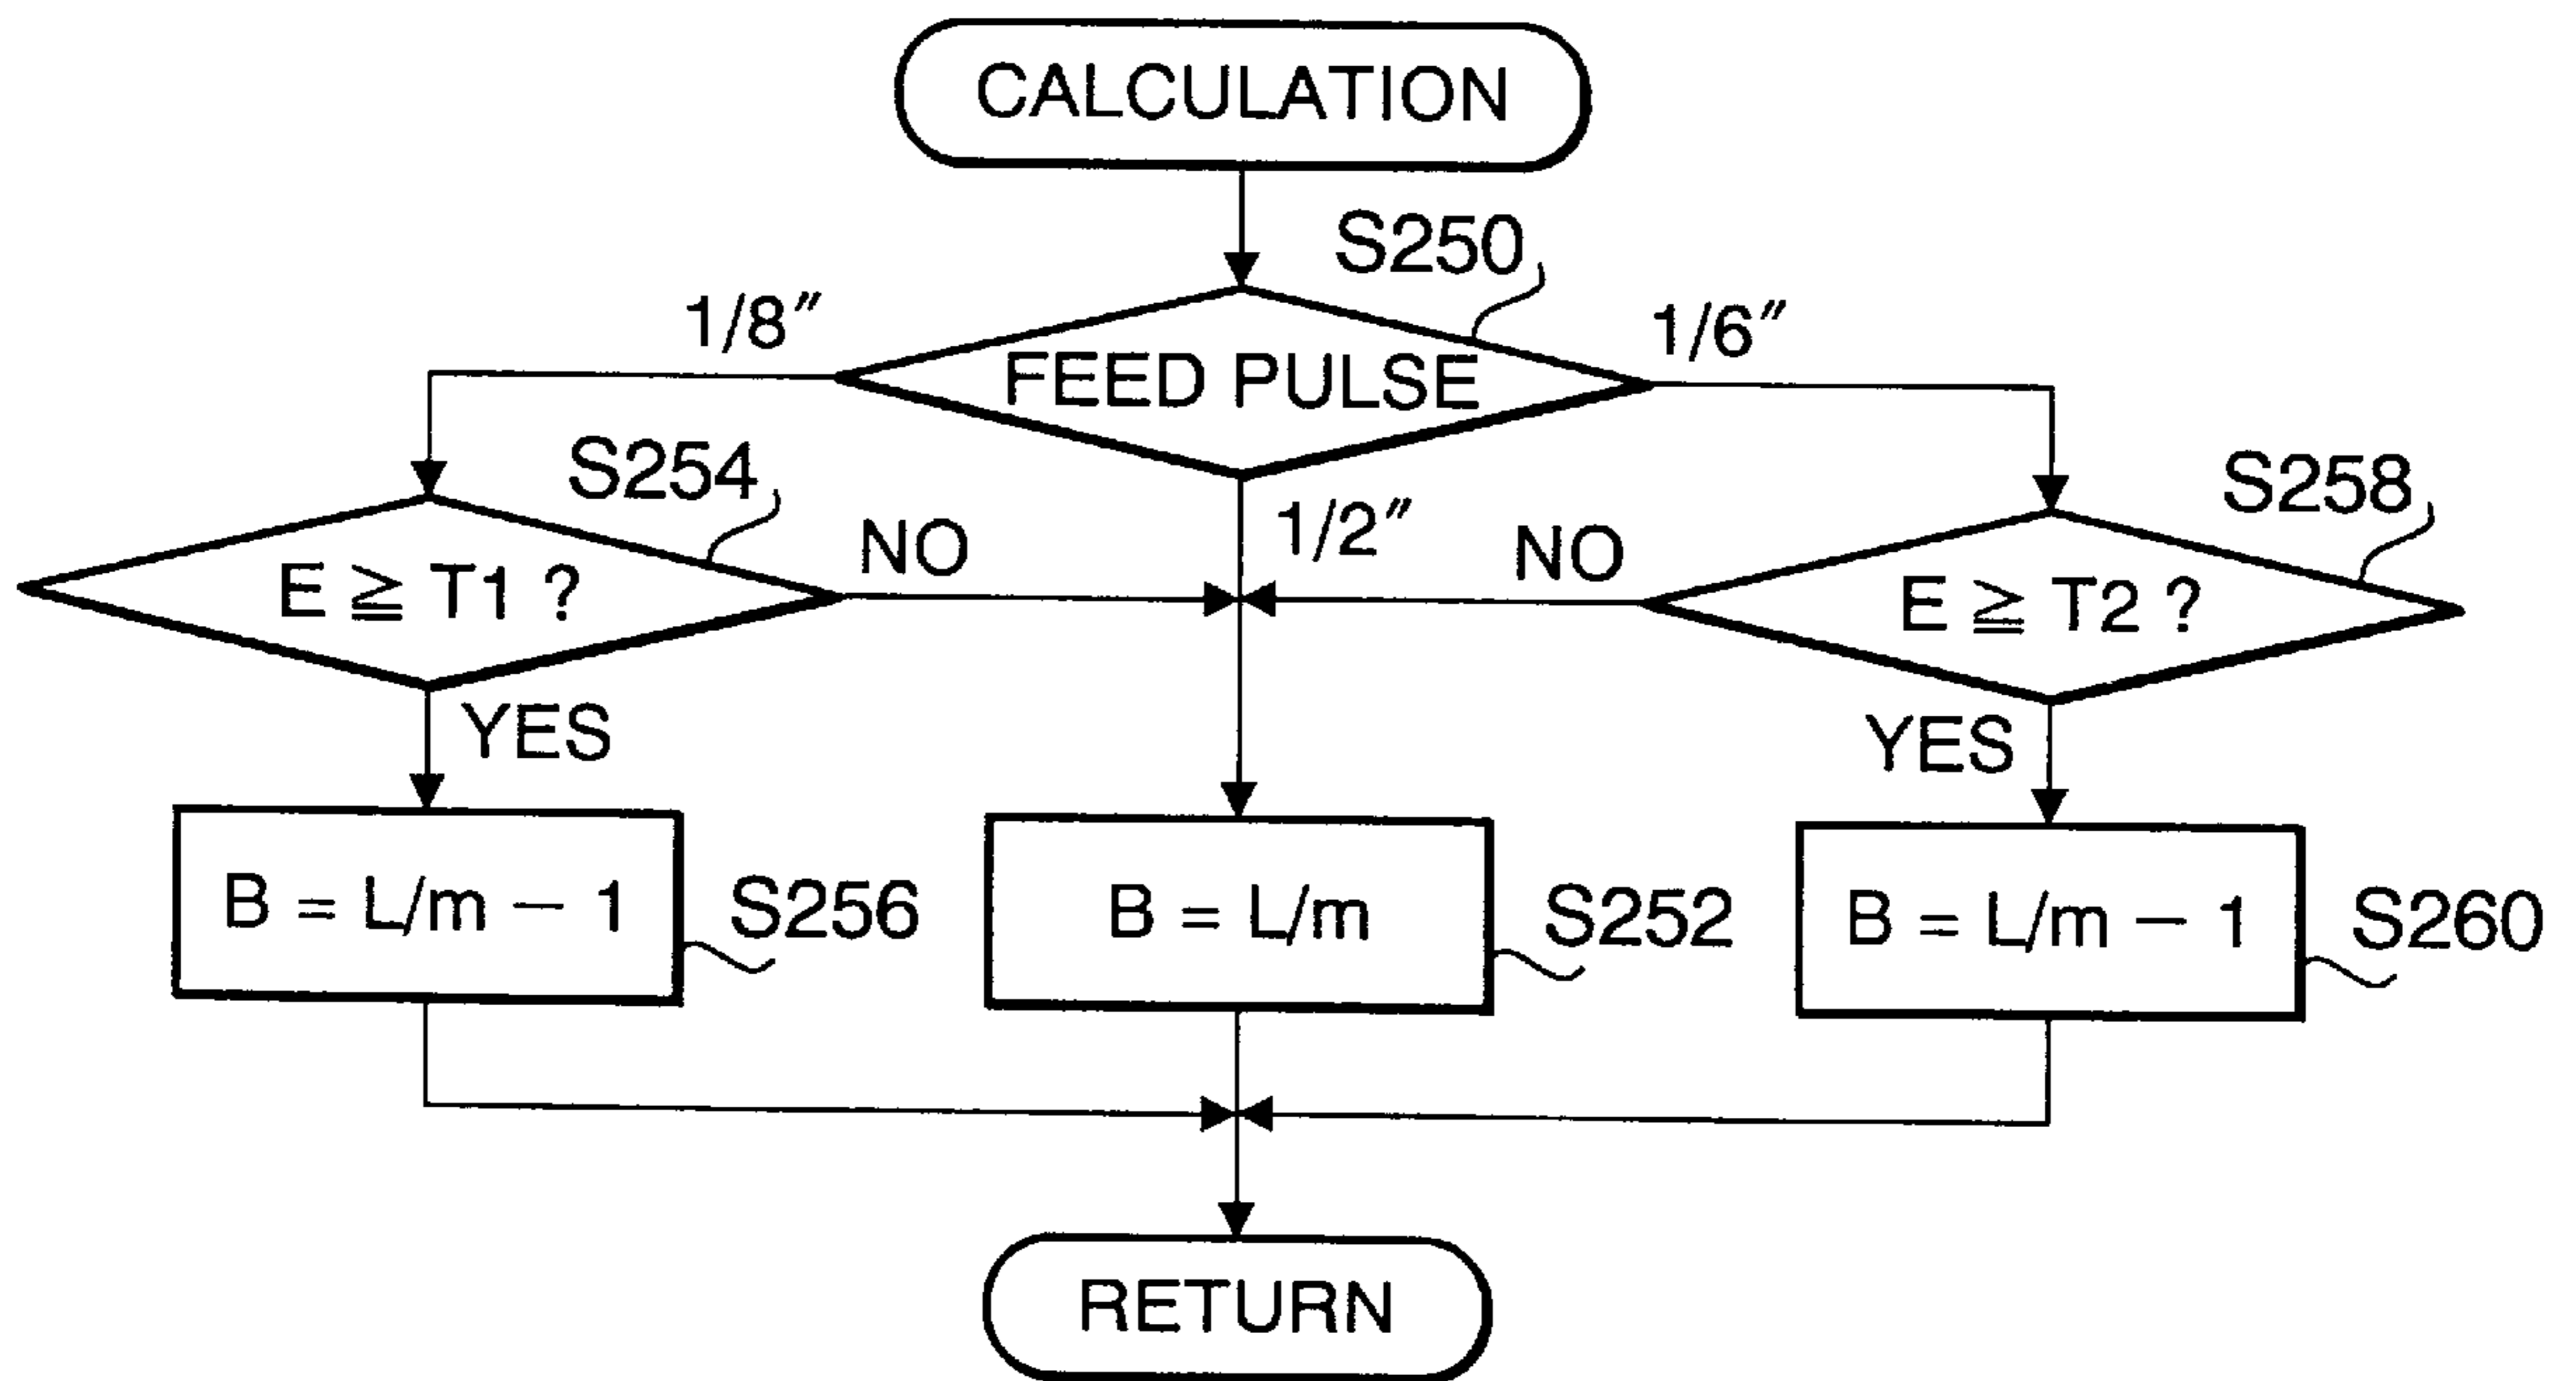 CALCULATION
S250
1/8″
FEED PULSE
1/6″
S254
S258
E ≧ T1 ?
NO
1/2″
NO
E ≧ T2 ?
YES
YES
B = L/m − 1
S256
B = L/m
S252
B = L/m − 1
S260
RETURN